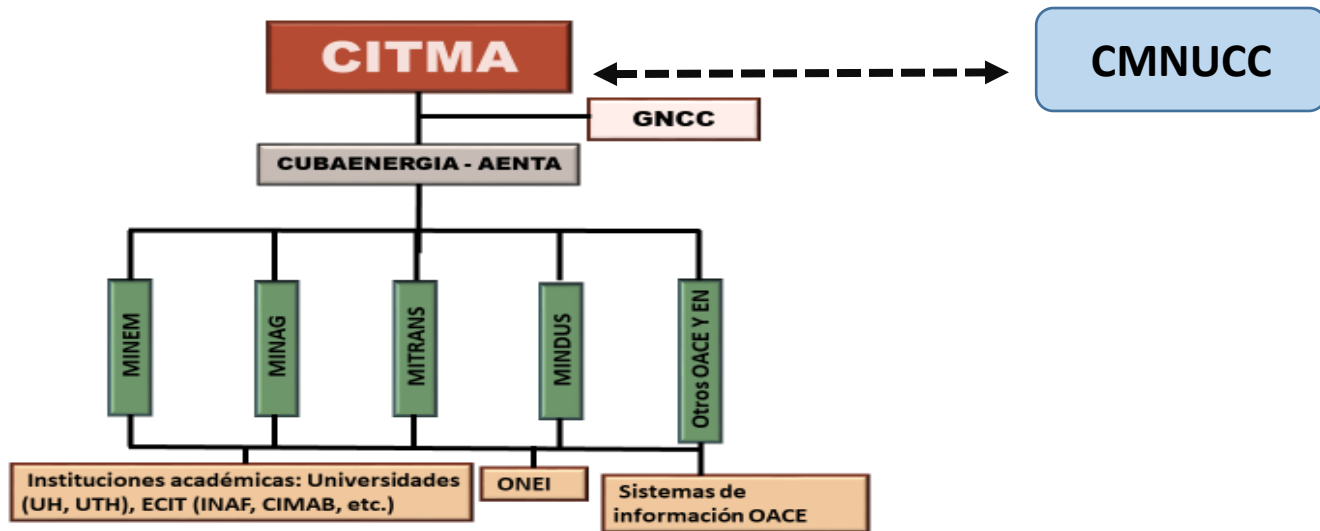 CITMA
CMNUCC
GNCC
CUBAENERGIA - AENTA
MINEM
MINAG
MITRANS
MINDUS
Otros OACE Y EN
Instituciones académicas: Universidades
(UH, UTH), ECIT (INAF, CIMAB, etc.)
ONEI
Sistemas de
información OACE